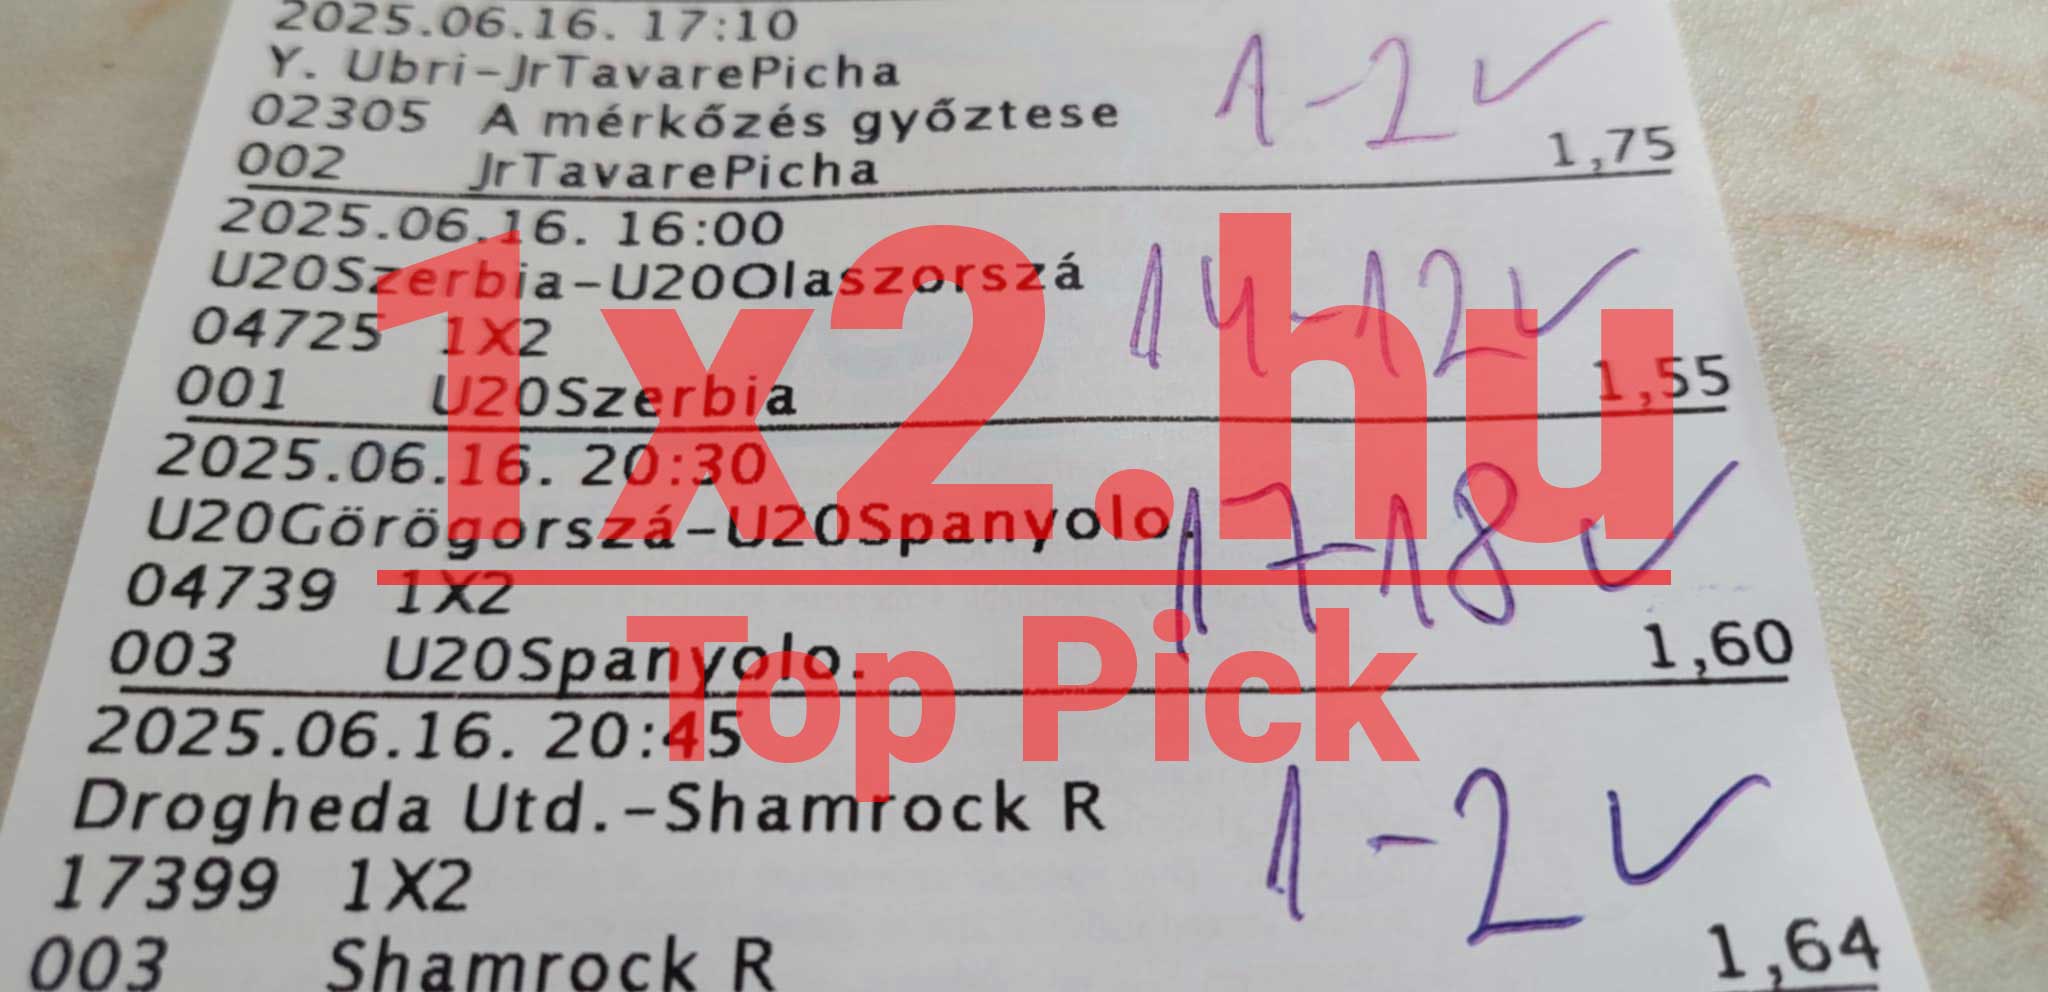 2025.06.16. 17:10
Y. Ubri-JrTavarePicha
1-2 ✓
02305 A mérkőzés győztese
1,75
002 JrTavarePicha
2025.06.16. 16:00
U20Szerbia-U20Olaszorszá
14-12 ✓
04725 1X2
1,55
001 U20Szerbia
2025.06.16. 20:30
U20Görögorszá-U20Spanyolo.
17-18 ✓
04739 1X2
1,60
003 U20Spanyolo.
2025.06.16. 20:45
Drogheda Utd.-Shamrock R
1-2 ✓
17399 1X2
1,64
003 Shamrock R
1x2.hu
Top Pick